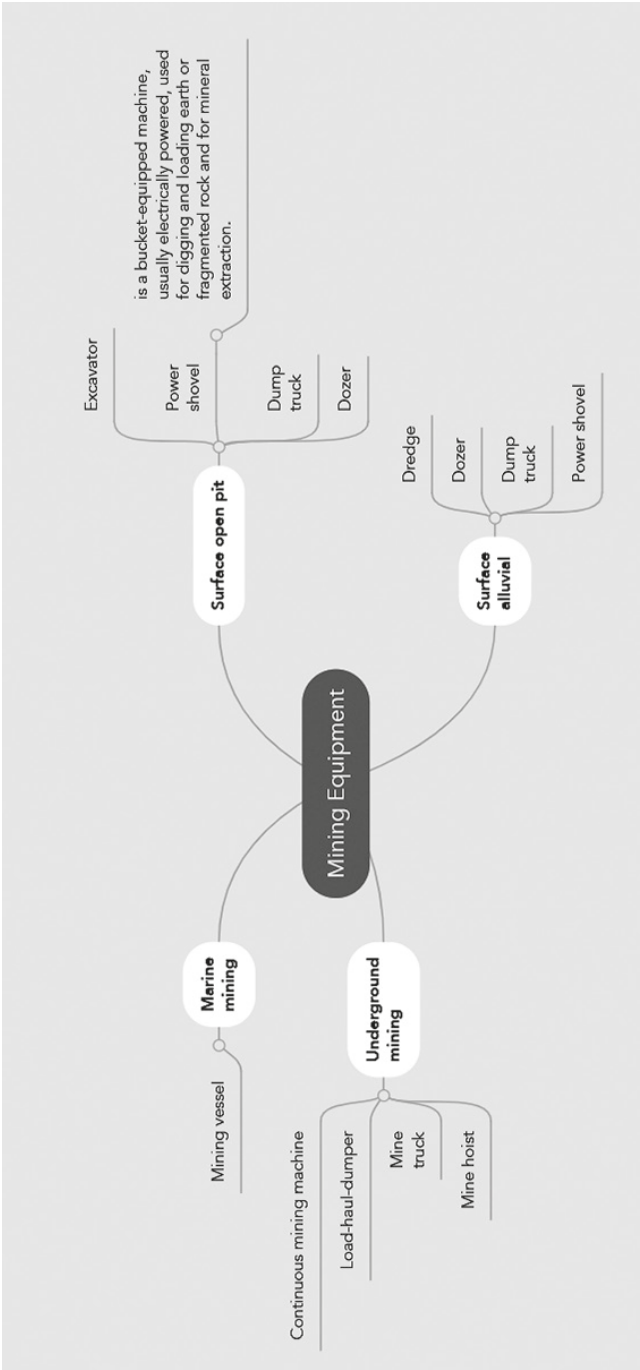 Mining Equipment
Surface open pit
Excavator
Power
shovel
is a bucket-equipped machine,
usually electrically powered, used
for digging and loading earth or
fragmented rock and for mineral
extraction.
Dump
truck
Dozer
Surface
alluvial
Dredge
Dozer
Dump
truck
Power shovel
Marine
mining
Mining vessel
Underground
mining
Continuous mining machine
Load-haul-dumper
Mine
truck
Mine hoist